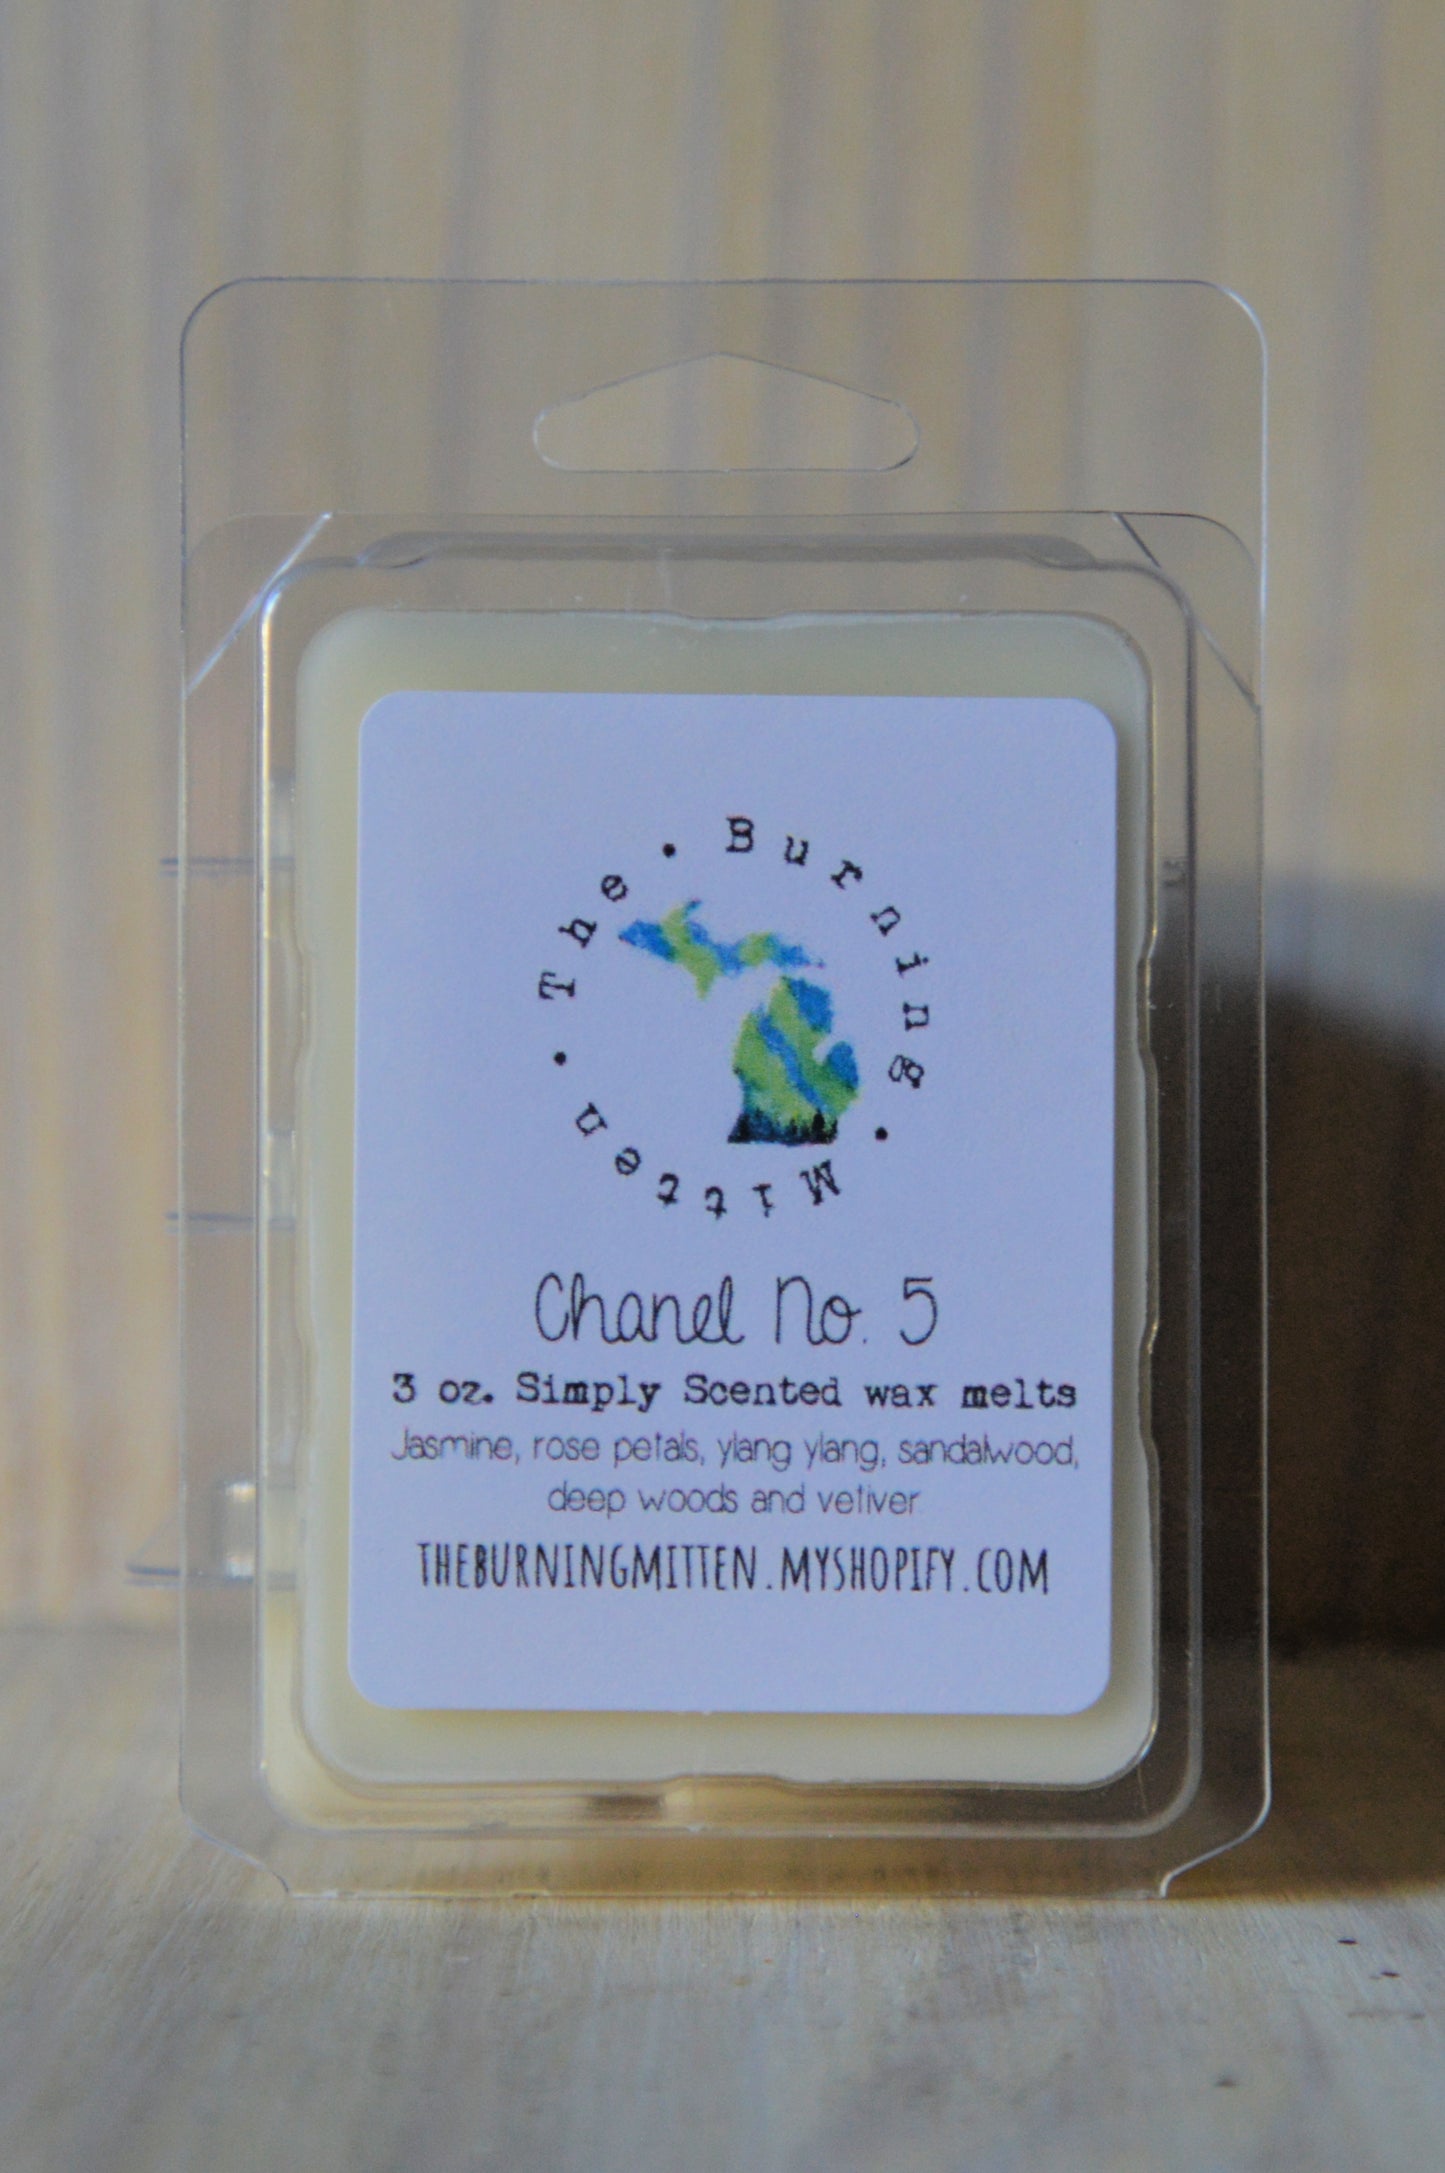 The • Burning • Mitten •
Chanel No. 5
3 oz. Simply Scented wax melts
Jasmine, rose petals, ylang ylang, sandalwood,
deep woods and vetiver.
THEBURNINGMITTEN.MYSHOPIFY.COM